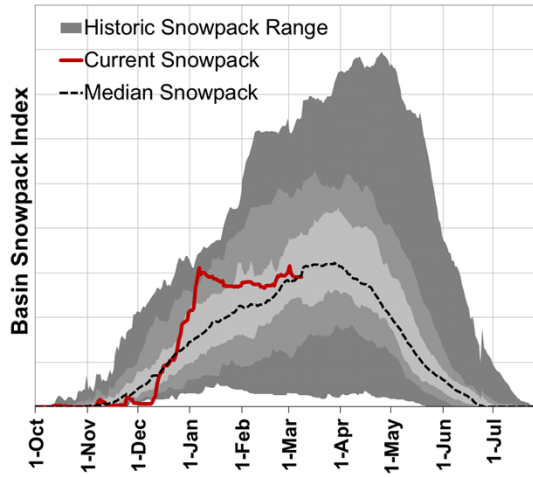 Historic Snowpack Range
Current Snowpack
Median Snowpack
Basin Snowpack Index
1-Oct
1-Nov
1-Dec
1-Jan
1-Feb
1-Mar
1-Apr
1-May
1-Jun
1-Jul